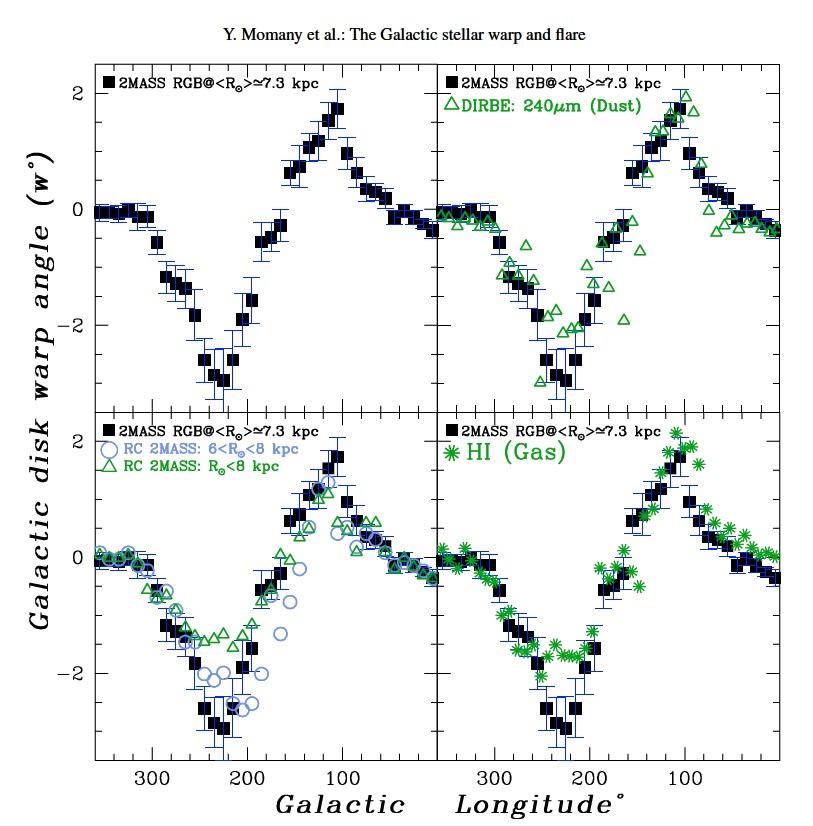 Y. Momany et al.: The Galactic stellar warp and flare
2MASS RGB@<R⊙>≃7.3 kpc
2MASS RGB@<R⊙>≃7.3 kpc
DIRBE: 240μm (Dust)
2
0
−2
2MASS RGB@<R⊙>≃7.3 kpc
RC 2MASS: 6<R⊙<8 kpc
RC 2MASS: R⊙<8 kpc
2MASS RGB@<R⊙>≃7.3 kpc
HI (Gas)
2
0
−2
300 200 100 300 200 100
Galactic Longitude°
Galactic disk warp angle (w°)